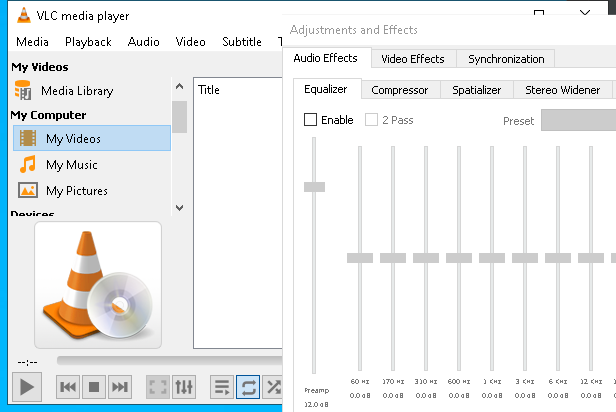 VLC media player
Media Playback Audio Video Subtitle T
My Videos
Media Library
My Computer
My Videos
My Music
My Pictures
Devices
Title
--:--
Adjustments and Effects
Audio Effects Video Effects Synchronization
Equalizer Compressor Spatializer Stereo Widener
Enable 2 Pass Preset
60 Hz 170 Hz 310 Hz 600 Hz 1 KHz 3 KHz 6 KHz 12 KHz
Preamp 0.0 dB 0.0 dB 0.0 dB 0.0 dB 0.0 dB 0.0 dB 0.0 dB 0.0 dB
12.0 dB